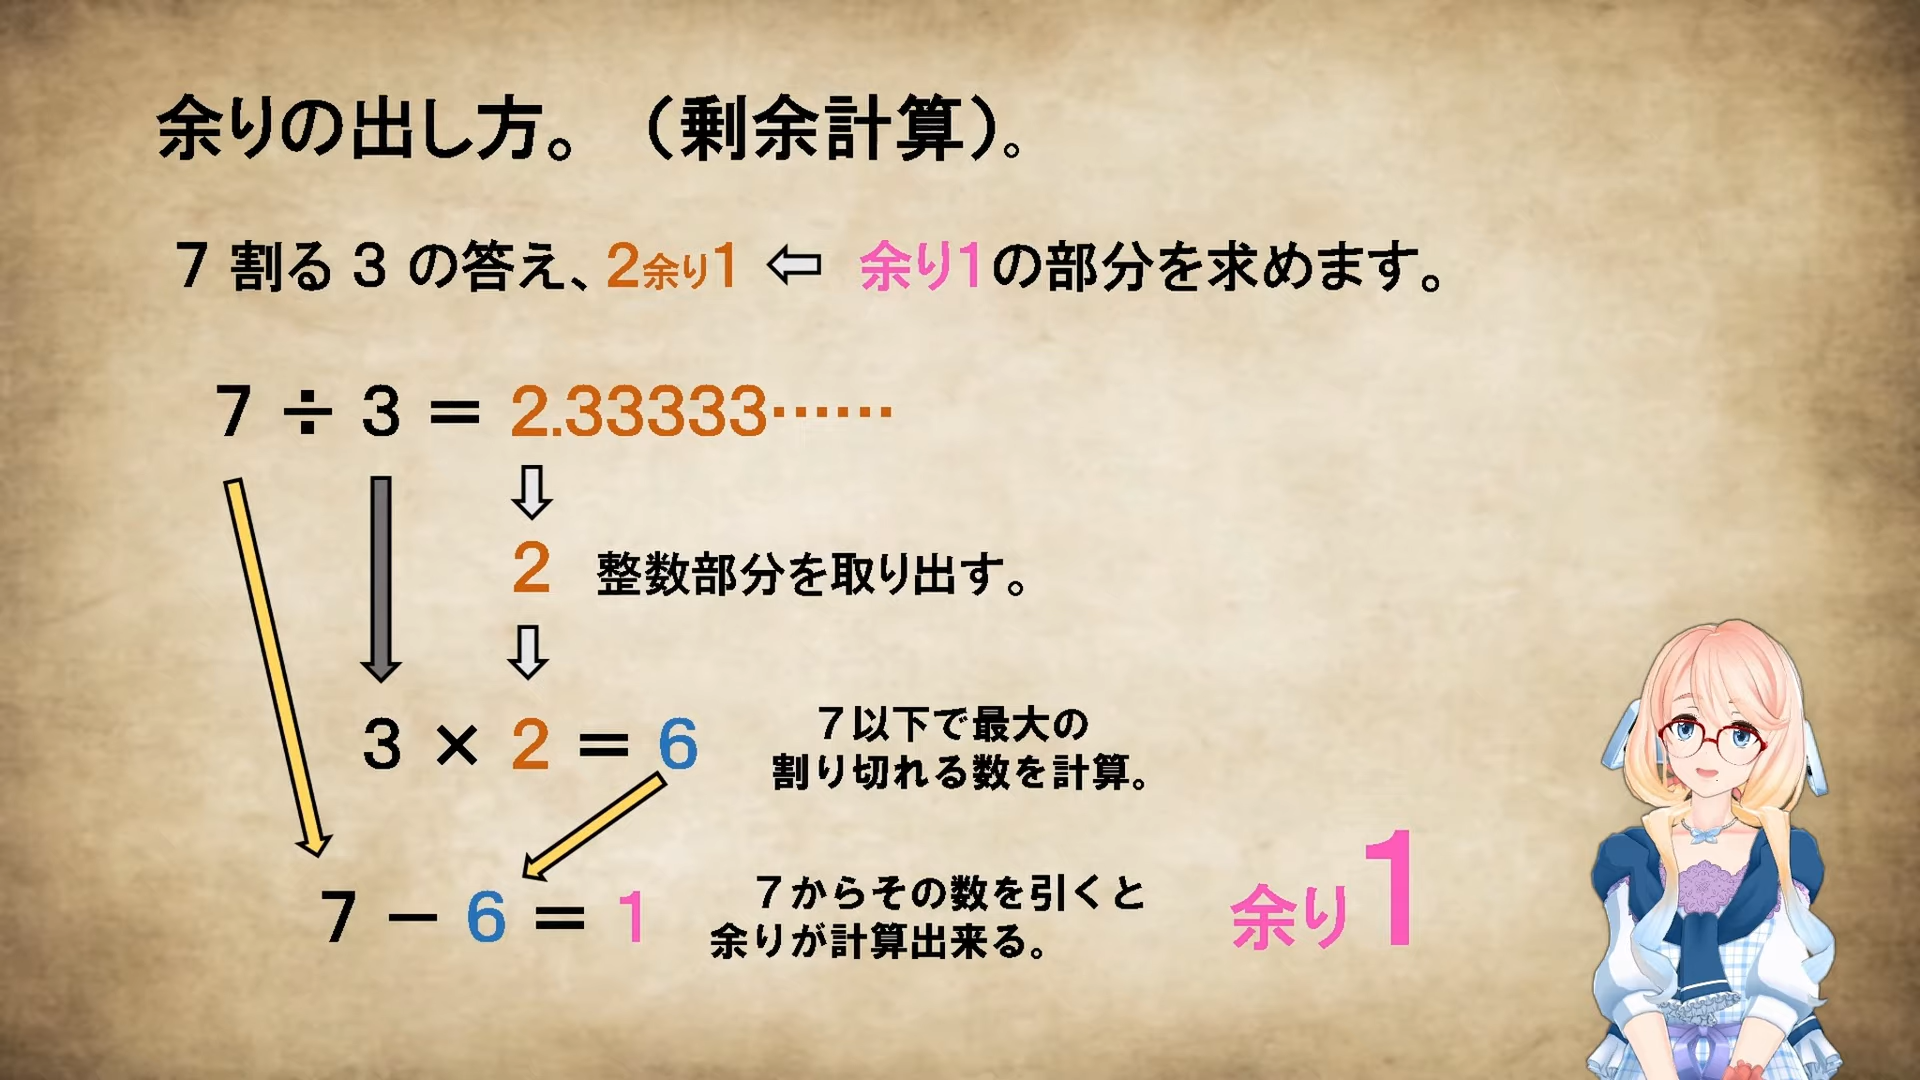 余りの出し方。（剰余計算）。
7 割る 3 の答え、2余り1 ⇦ 余り1の部分を求めます。
7 ÷ 3 = 2.33333……
2 整数部分を取り出す。
3 × 2 = 6
7以下で最大の
割り切れる数を計算。
7 − 6 = 1
7からその数を引くと
余りが計算出来る。
余り1